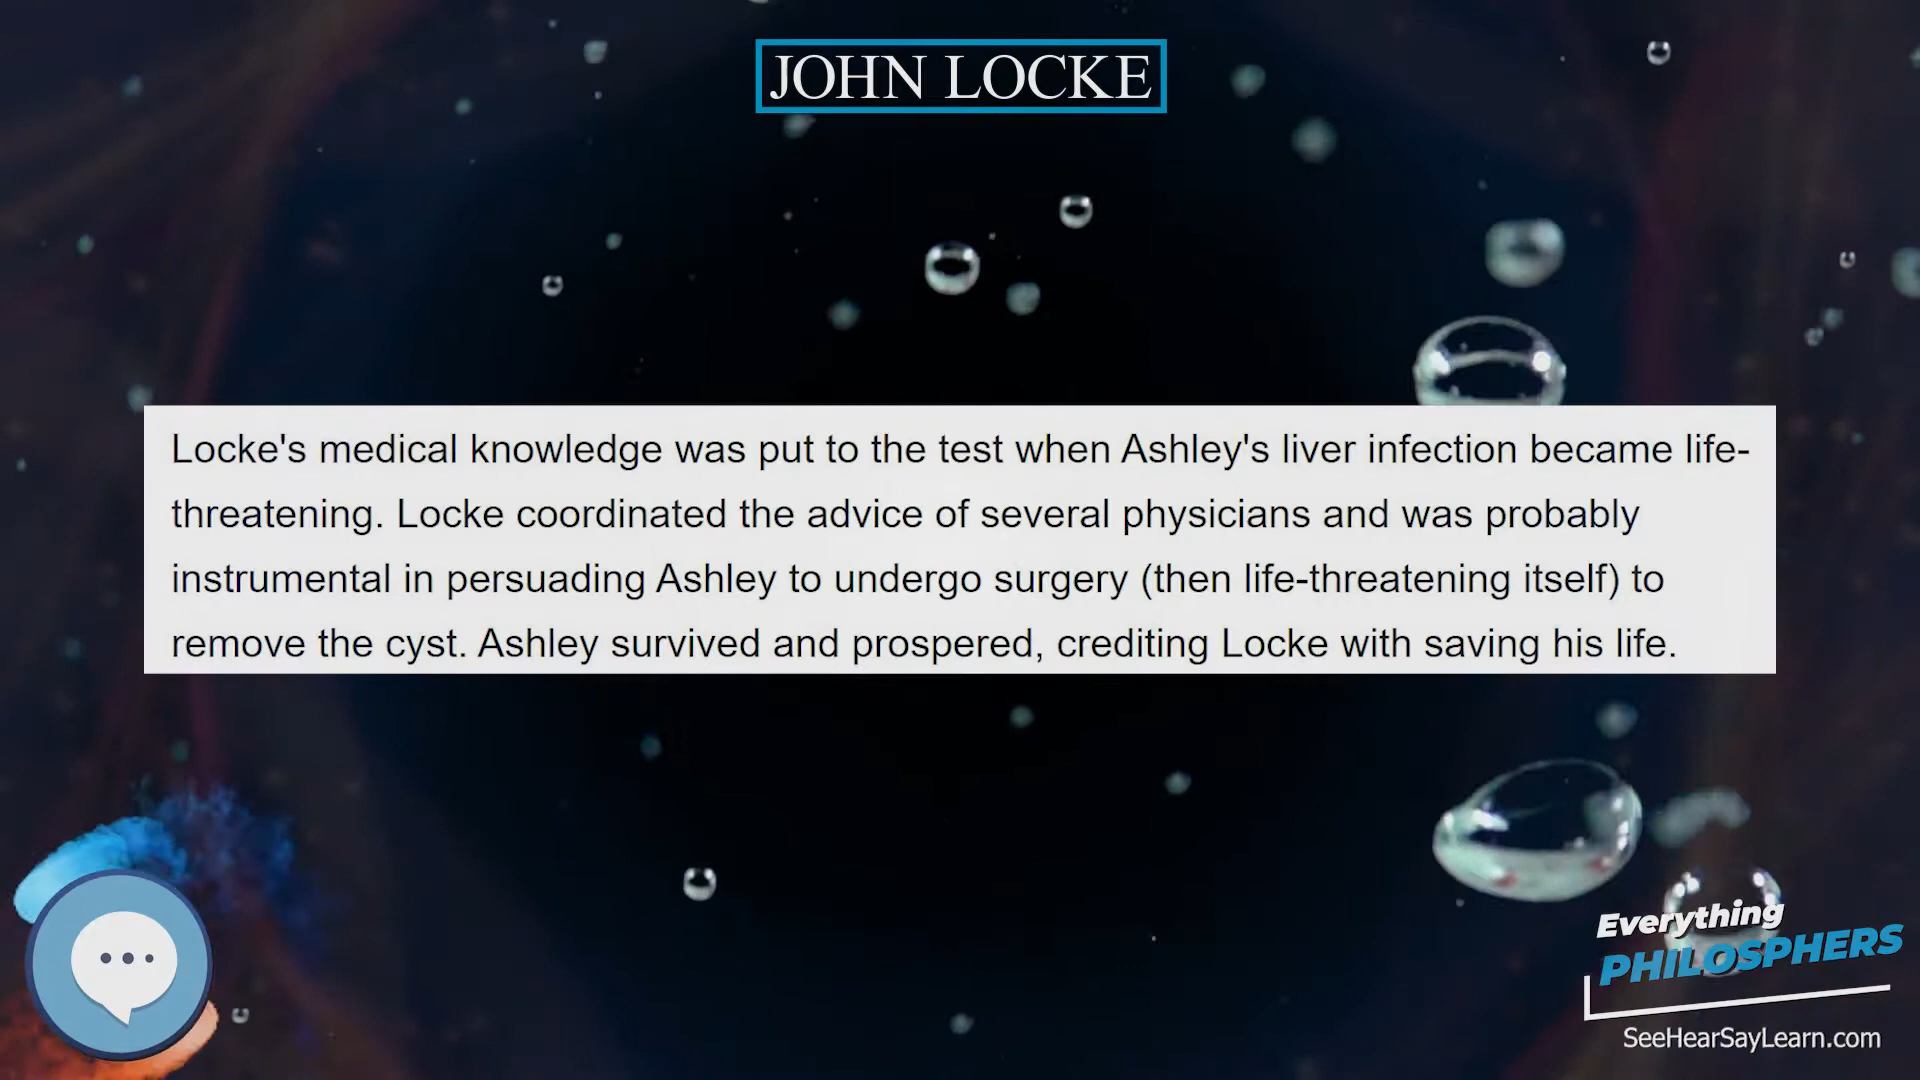 JOHN LOCKE
Locke's medical knowledge was put to the test when Ashley's liver infection became life-
threatening. Locke coordinated the advice of several physicians and was probably
instrumental in persuading Ashley to undergo surgery (then life-threatening itself) to
remove the cyst. Ashley survived and prospered, crediting Locke with saving his life.
Everything
PHILOSPHERS
SeeHearSayLearn.com